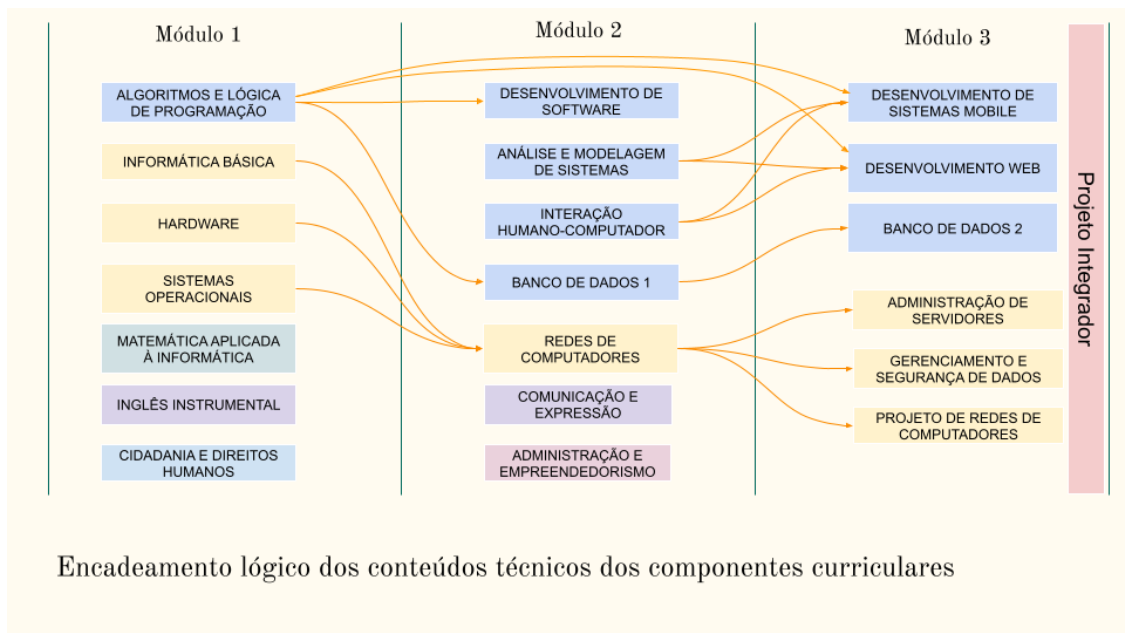 Módulo 1
ALGORITMOS E LÓGICA
DE PROGRAMAÇÃO
INFORMÁTICA BÁSICA
HARDWARE
SISTEMAS
OPERACIONAIS
MATEMÁTICA APLICADA
À INFORMÁTICA
INGLÊS INSTRUMENTAL
CIDADANIA E DIREITOS
HUMANOS
Módulo 2
DESENVOLVIMENTO DE
SOFTWARE
ANÁLISE E MODELAGEM
DE SISTEMAS
INTERAÇÃO
HUMANO-COMPUTADOR
BANCO DE DADOS 1
REDES DE
COMPUTADORES
COMUNICAÇÃO E
EXPRESSÃO
ADMINISTRAÇÃO E
EMPREENDEDORISMO
Módulo 3
DESENVOLVIMENTO DE
SISTEMAS MOBILE
DESENVOLVIMENTO WEB
BANCO DE DADOS 2
ADMINISTRAÇÃO DE
SERVIDORES
GERENCIAMENTO E
SEGURANÇA DE DADOS
PROJETO DE REDES DE
COMPUTADORES
Projeto Integrador
Encadeamento lógico dos conteúdos técnicos dos componentes curriculares